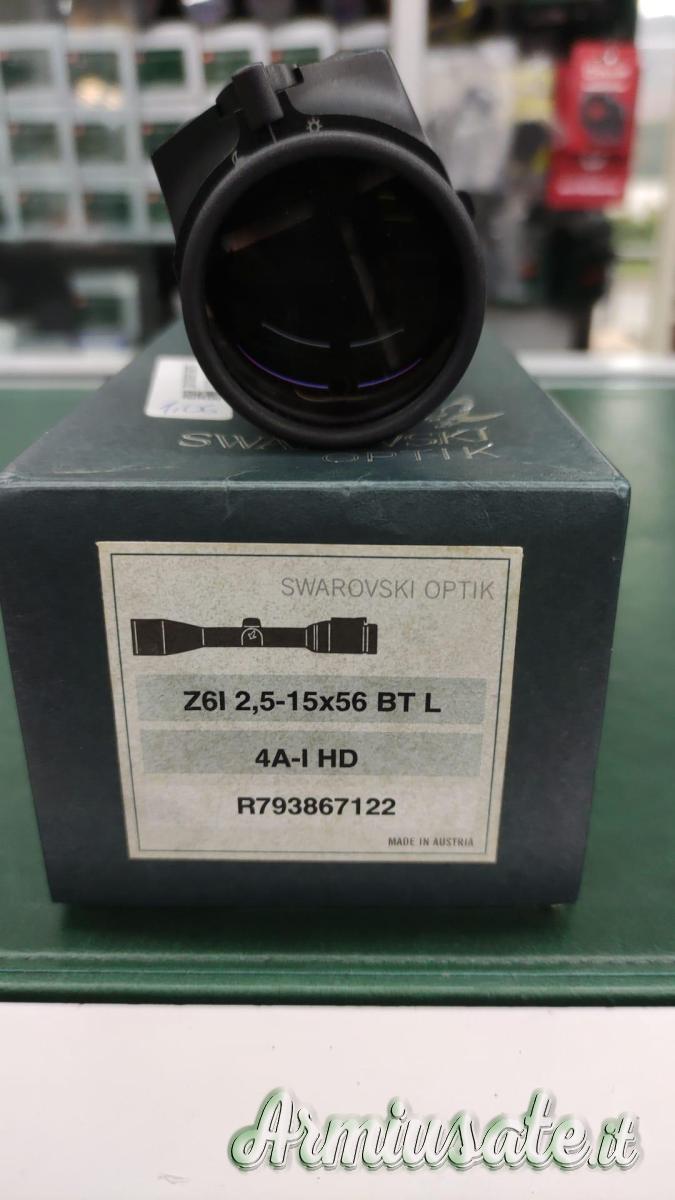 SWAROVSKI
OPTIK
SWAROVSKI OPTIK
Z6I 2,5-15x56 BT L
4A-I HD
R793867122
MADE IN AUSTRIA
Armiusate.it